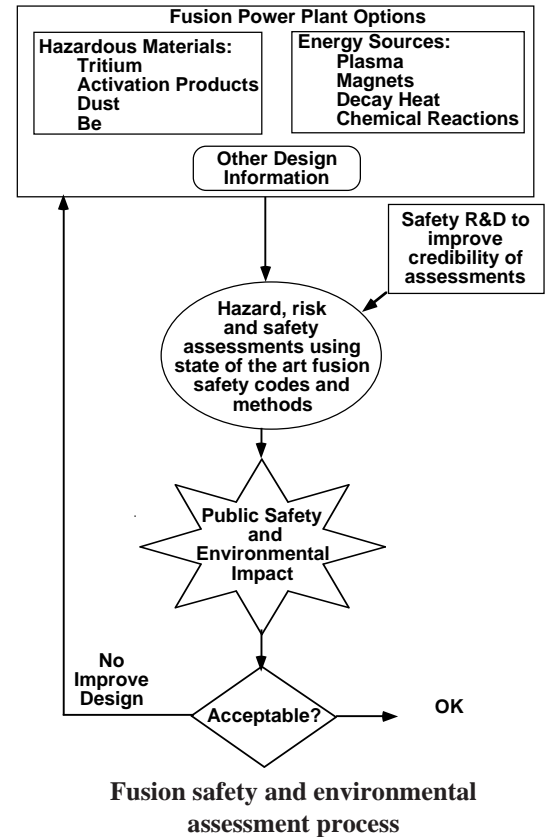 Fusion Power Plant Options
Hazardous Materials:
Tritium
Activation Products
Dust
Be
Energy Sources:
Plasma
Magnets
Decay Heat
Chemical Reactions
Other Design
Information
Safety R&D to
improve
credibility of
assessments
Hazard, risk
and safety
assessments using
state of the art fusion
safety codes and
methods
Public Safety
and
Environmental
Impact
No
Improve
Design
Acceptable?
OK
Fusion safety and environmental
assessment process